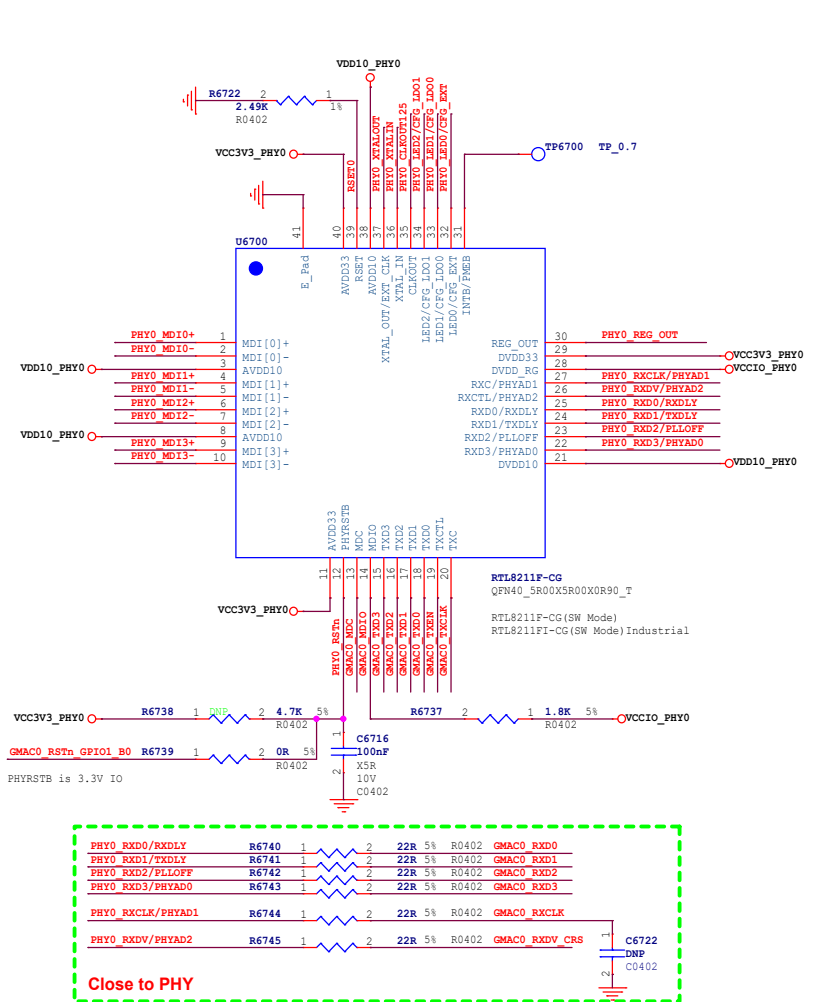 VDD10_PHY0
R6722 2 1
2.49K 1%
R0402
VCC3V3_PHY0
RSET0
PHY0_XTALOUT
PHY0_XTALIN
PHY0_CLKOUT125
PHY0_LED2/CFG_LDO1
PHY0_LED1/CFG_LDO0
PHY0_LED0/CFG_EXT
TP6700 TP_0.7
41 40 39 38 37 36 35 34 33 32 31
U6700
E_Pad
AVDD33
RSET
AVDD10
XTAL_OUT/EXT_CLK
XTAL_IN
CLKOUT
LED2/CFG_LDO1
LED1/CFG_LDO0
LED0/CFG_EXT
INTB/PMEB
PHY0_MDI0+ 1 MDI[0]+
PHY0_MDI0- 2 MDI[0]-
VDD10_PHY0 3 AVDD10
PHY0_MDI1+ 4 MDI[1]+
PHY0_MDI1- 5 MDI[1]-
PHY0_MDI2+ 6 MDI[2]+
PHY0_MDI2- 7 MDI[2]-
VDD10_PHY0 8 AVDD10
PHY0_MDI3+ 9 MDI[3]+
PHY0_MDI3- 10 MDI[3]-
REG_OUT 30 PHY0_REG_OUT
DVDD33 29 VCC3V3_PHY0
DVDD_RG 28 VCCIO_PHY0
RXC/PHYAD1 27 PHY0_RXCLK/PHYAD1
RXCTL/PHYAD2 26 PHY0_RXDV/PHYAD2
RXD0/RXDLY 25 PHY0_RXD0/RXDLY
RXD1/TXDLY 24 PHY0_RXD1/TXDLY
RXD2/PLLOFF 23 PHY0_RXD2/PLLOFF
RXD3/PHYAD0 22 PHY0_RXD3/PHYAD0
DVDD10 21 VDD10_PHY0
AVDD33
PHYRSTB
MDC
MDIO
TXD3
TXD2
TXD1
TXD0
TXCTL
TXC
11 12 13 14 15 16 17 18 19 20
RTL8211F-CG
QFN40_5R00X5R00X0R90_T
RTL8211F-CG(SW Mode)
RTL8211FI-CG(SW Mode)Industrial
VCC3V3_PHY0
PHY0_RSTn
GMAC0_MDC
GMAC0_MDIO
GMAC0_TXD3
GMAC0_TXD2
GMAC0_TXD1
GMAC0_TXD0
GMAC0_TXEN
GMAC0_TXCLK
VCC3V3_PHY0 R6738 1 DNP 2 4.7K 5%
R0402
R6737 2 1 1.8K 5% VCCIO_PHY0
R0402
GMAC0_RSTn_GPIO1_B0 R6739 1 2 0R 5%
R0402
PHYRSTB is 3.3V IO
1 C6716
100nF
2 X5R
10V
C0402
PHY0_RXD0/RXDLY R6740 1 2 22R 5% R0402 GMAC0_RXD0
PHY0_RXD1/TXDLY R6741 1 2 22R 5% R0402 GMAC0_RXD1
PHY0_RXD2/PLLOFF R6742 1 2 22R 5% R0402 GMAC0_RXD2
PHY0_RXD3/PHYAD0 R6743 1 2 22R 5% R0402 GMAC0_RXD3
PHY0_RXCLK/PHYAD1 R6744 1 2 22R 5% R0402 GMAC0_RXCLK
PHY0_RXDV/PHYAD2 R6745 1 2 22R 5% R0402 GMAC0_RXDV_CRS
1 C6722
DNP
2 C0402
Close to PHY